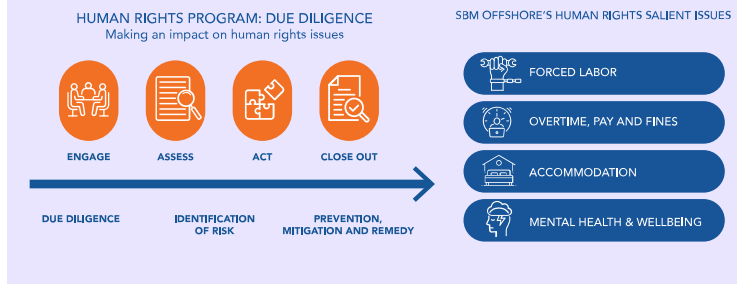 HUMAN RIGHTS PROGRAM: DUE DILIGENCE
Making an impact on human rights issues
ENGAGE
ASSESS
ACT
CLOSE OUT
DUE DILIGENCE
IDENTIFICATION
OF RISK
PREVENTION,
MITIGATION AND REMEDY
SBM OFFSHORE'S HUMAN RIGHTS SALIENT ISSUES
FORCED LABOR
OVERTIME, PAY AND FINES
ACCOMMODATION
MENTAL HEALTH & WELLBEING